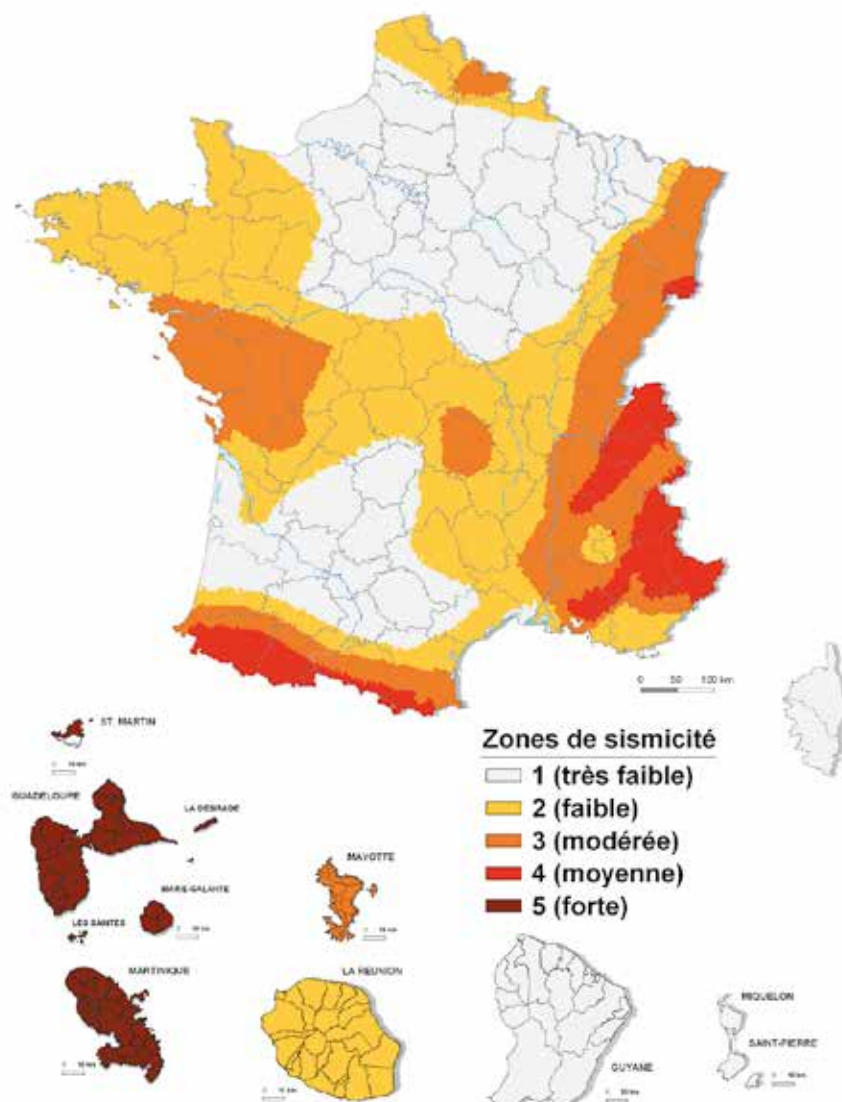 0 50 100 km
ST. MARTIN
GUADELOUPE
LA DÉSIRADE
MARIE-GALANTE
LES SAINTES
MARTINIQUE
MAYOTTE
LA RÉUNION
GUYANE
MIQUELON
SAINT-PIERRE
Zones de sismicité
1 (très faible)
2 (faible)
3 (modérée)
4 (moyenne)
5 (forte)